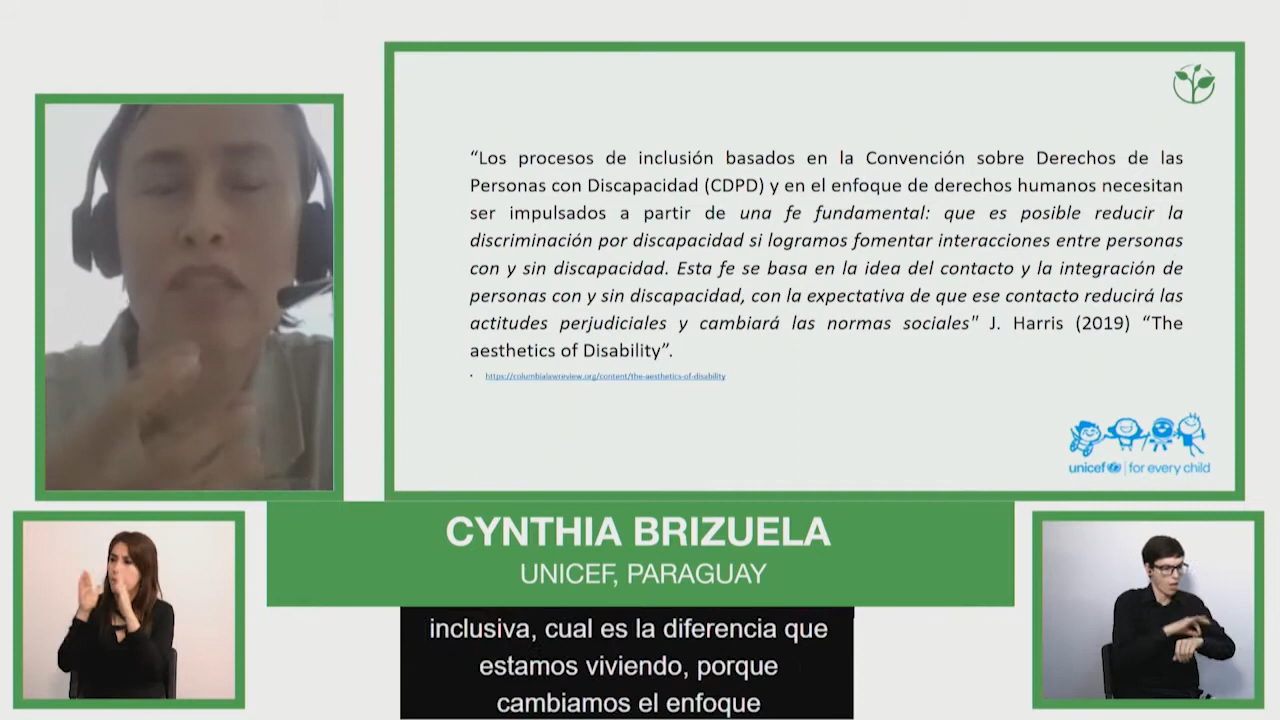 “Los procesos de inclusión basados en la Convención sobre Derechos de las
Personas con Discapacidad (CDPD) y en el enfoque de derechos humanos necesitan
ser impulsados a partir de una fe fundamental: que es posible reducir la
discriminación por discapacidad si logramos fomentar interacciones entre personas
con y sin discapacidad. Esta fe se basa en la idea del contacto y la integración de
personas con y sin discapacidad, con la expectativa de que ese contacto reducirá las
actitudes perjudiciales y cambiará las normas sociales" J. Harris (2019) “The
aesthetics of Disability”.
• https://columbialawreview.org/content/the-aesthetics-of-disability
unicef | for every child
CYNTHIA BRIZUELA
UNICEF, PARAGUAY
inclusiva, cual es la diferencia que
estamos viviendo, porque
cambiamos el enfoque